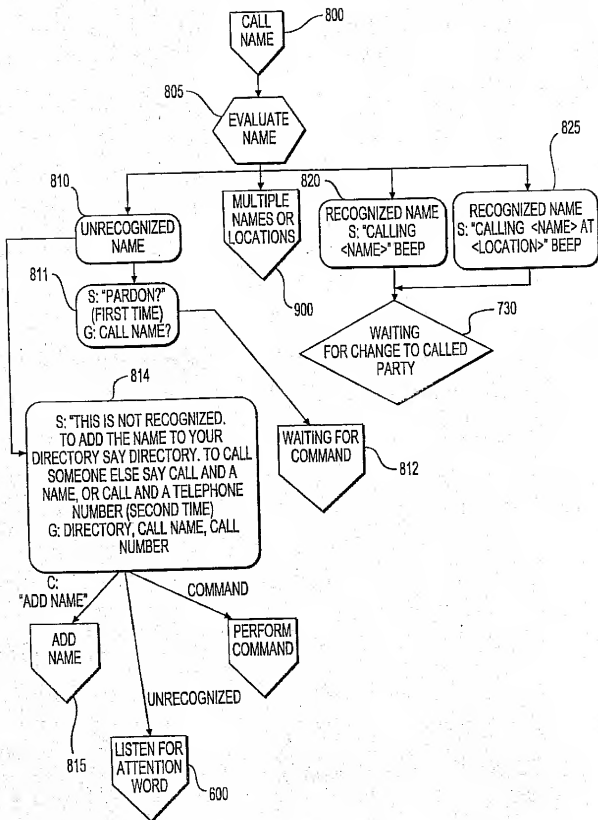 CALL
NAME
800
805
EVALUATE
NAME
825
810
820
UNRECOGNIZED
NAME
MULTIPLE
NAMES OR
LOCATIONS
900
RECOGNIZED NAME
S: "CALLING
<NAME>" BEEP
RECOGNIZED NAME
S: "CALLING <NAME> AT
<LOCATION>" BEEP
811
S: "PARDON?"
(FIRST TIME)
G: CALL NAME?
730
WAITING
FOR CHANGE TO CALLED
PARTY
814
S: "THIS IS NOT RECOGNIZED.
TO ADD THE NAME TO YOUR
DIRECTORY SAY DIRECTORY. TO CALL
SOMEONE ELSE SAY CALL AND A
NAME, OR CALL AND A TELEPHONE
NUMBER (SECOND TIME)
G: DIRECTORY, CALL NAME, CALL
NUMBER
WAITING FOR
COMMAND
812
C:
"ADD NAME"
COMMAND
ADD
NAME
815
PERFORM
COMMAND
UNRECOGNIZED
LISTEN FOR
ATTENTION
WORD
600